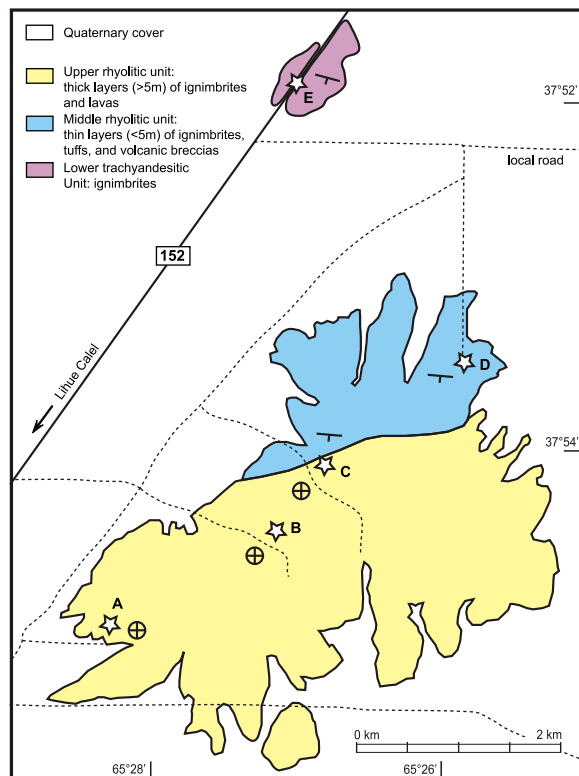 Quaternary cover
Upper rhyolitic unit:
thick layers (>5m) of ignimbrites
and lavas
Middle rhyolitic unit:
thin layers (<5m) of ignimbrites,
tuffs, and volcanic breccias
Lower trachyandesitic
Unit: ignimbrites
E
37°52'
local road
152
Lihue Calel
D
37°54'
C
B
A
0 km
2 km
65°28'
65°26'